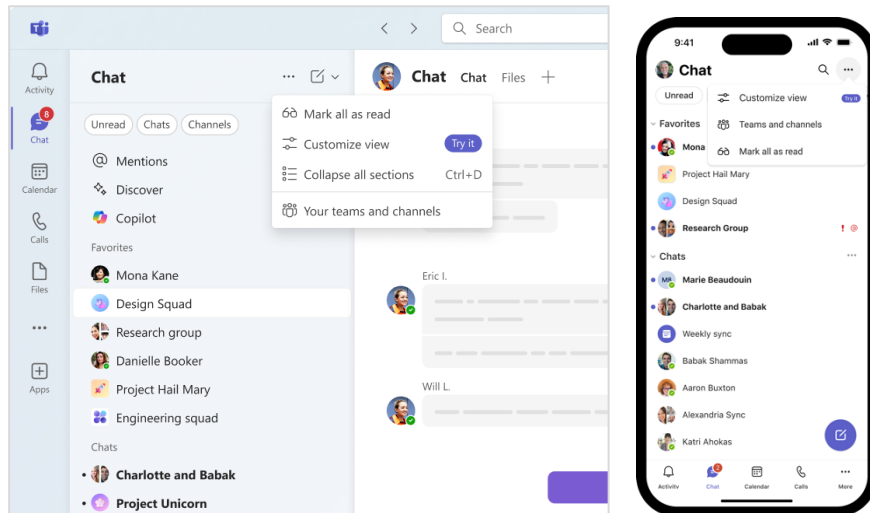 Search
Activity
8
Chat
Calendar
Calls
Files
Apps
Chat
Unread
Chats
Channels
Mentions
Discover
Copilot
Favorites
Mona Kane
Design Squad
Research group
Danielle Booker
Project Hail Mary
Engineering squad
Chats
Charlotte and Babak
Project Unicorn
Mark all as read
Customize view Try it
Collapse all sections Ctrl+D
Your teams and channels
Chat Chat Files
Eric I.
Will L.
9:41
Chat
Unread
Customize view Try it
Teams and channels
Mark all as read
Favorites
Mona
Project Hail Mary
Design Squad
Research Group ! @
Chats
MB Marie Beaudouin
Charlotte and Babak
Weekly sync
Babak Shammas
Aaron Buxton
Alexandria Sync
Katri Ahokas
2
Activity Chat Calendar Calls More